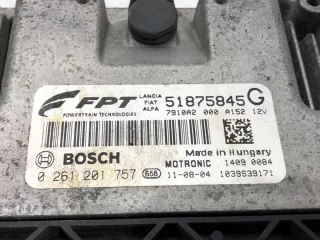 FPT
POWERTRAIN TECHNOLOGIES
LANCIA
FIAT
ALFA
51875845G
7910A2 000 A152 12V
BOSCH
Made in Hungary
MOTRONIC 1409 0084
0 261 201 757 658 11-08-04 1039S39171